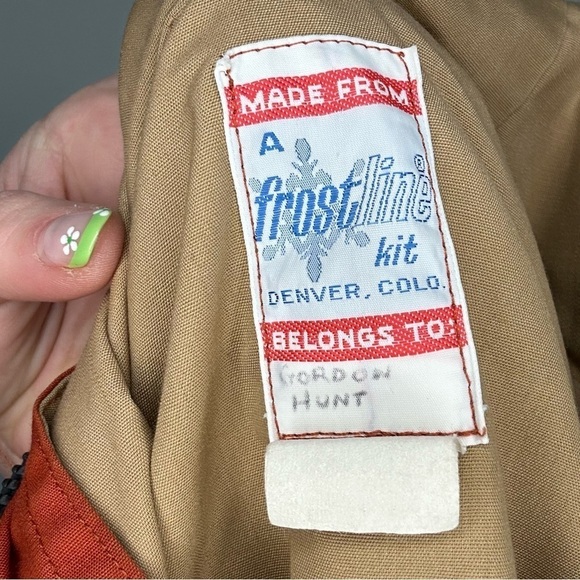 MADE FROM
A
frostline®
kit
DENVER, COLO.
BELONGS TO:
GORDON
HUNT